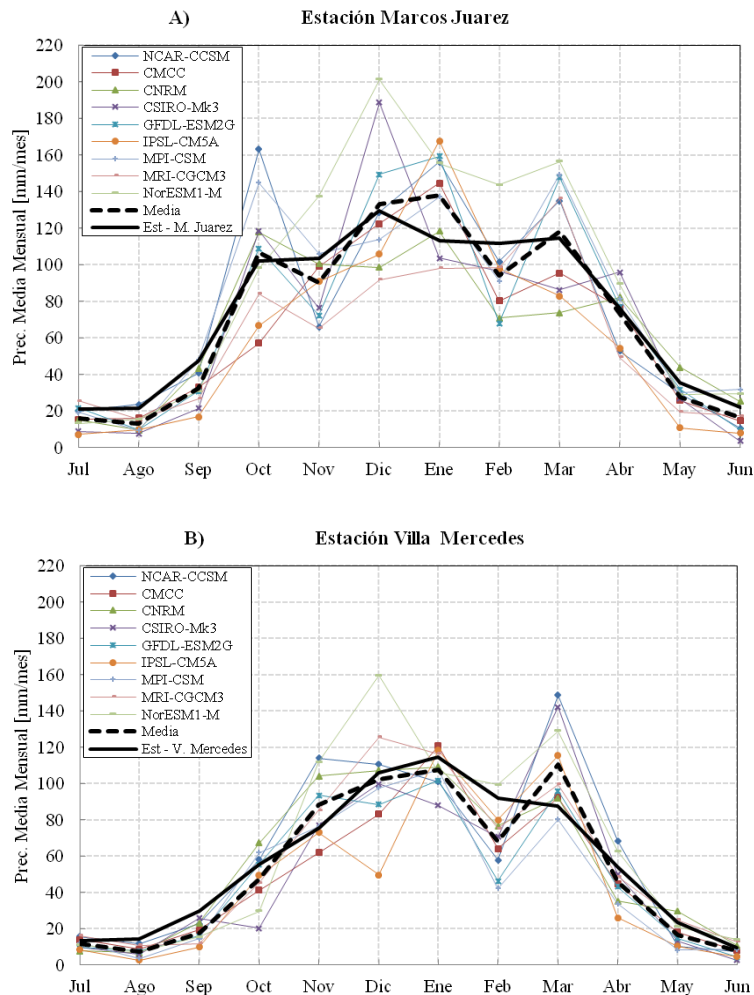 A) Estación Marcos Juarez
Prec. Media Mensual [mm/mes]
220
200
180
160
140
120
100
80
60
40
20
0
NCAR-CCSM
CMCC
CNRM
CSIRO-Mk3
GFDL-ESM2G
IPSL-CM5A
MPI-CSM
MRI-CGCM3
NorESM1-M
Media
Est - M. Juarez
Jul Ago Sep Oct Nov Dic Ene Feb Mar Abr May Jun
B) Estación Villa Mercedes
Prec. Media Mensual [mm/mes]
220
200
180
160
140
120
100
80
60
40
20
0
NCAR-CCSM
CMCC
CNRM
CSIRO-Mk3
GFDL-ESM2G
IPSL-CM5A
MPI-CSM
MRI-CGCM3
NorESM1-M
Media
Est - V. Mercedes
Jul Ago Sep Oct Nov Dic Ene Feb Mar Abr May Jun